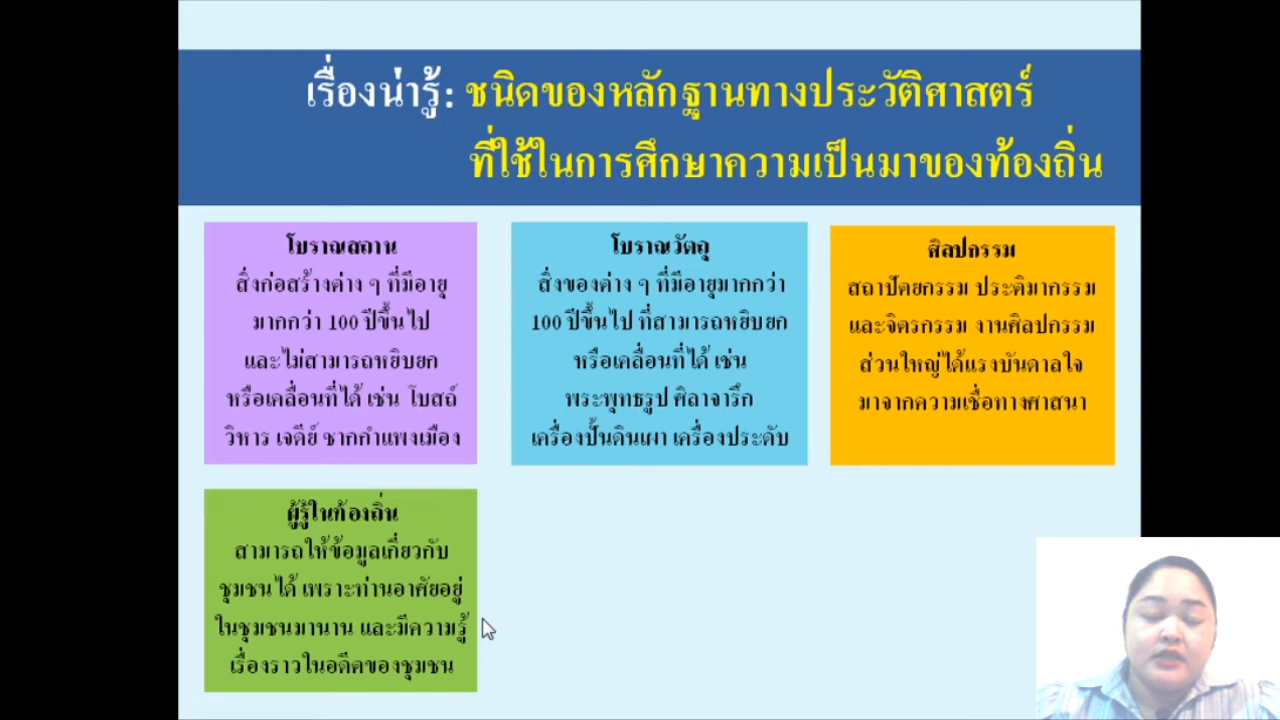 เรื่องน่ารู้: ชนิดของหลักฐานทางประวัติศาสตร์
ที่ใช้ในการศึกษาความเป็นมาของท้องถิ่น
โบราณสถาน
สิ่งก่อสร้างต่าง ๆ ที่มีอายุ
มากกว่า 100 ปีขึ้นไป
และไม่สามารถหยิบยก
หรือเคลื่อนที่ได้ เช่น โบสถ์
วิหาร เจดีย์ ซากกำแพงเมือง
โบราณวัตถุ
สิ่งของต่าง ๆ ที่มีอายุมากกว่า
100 ปีขึ้นไป ที่สามารถหยิบยก
หรือเคลื่อนที่ได้ เช่น
พระพุทธรูป ศิลาจารึก
เครื่องปั้นดินเผา เครื่องประดับ
ศิลปกรรม
สถาปัตยกรรม ประติมากรรม
และจิตรกรรม งานศิลปกรรม
ส่วนใหญ่ได้แรงบันดาลใจ
มาจากความเชื่อทางศาสนา
ผู้รู้ในท้องถิ่น
สามารถให้ข้อมูลเกี่ยวกับ
ชุมชนได้ เพราะท่านอาศัยอยู่
ในชุมชนมานาน และมีความรู้
เรื่องราวในอดีตของชุมชน